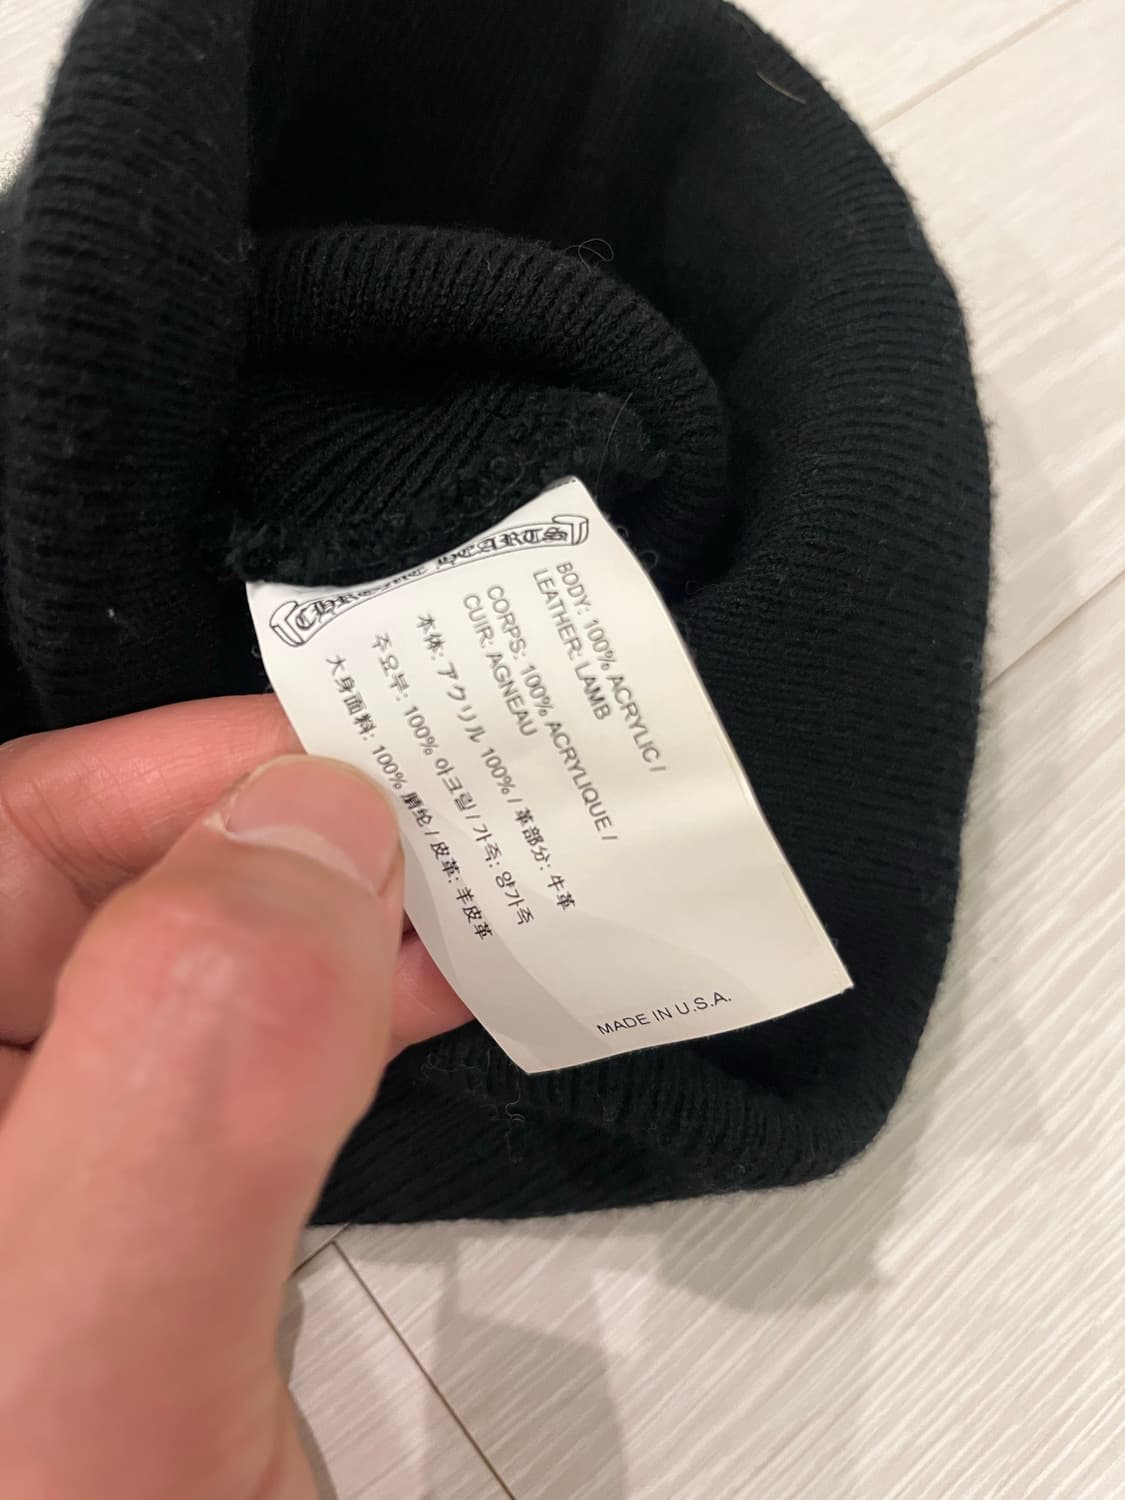 CHROME HEARTS
BODY: 100% ACRYLIC /
LEATHER: LAMB
CORPS: 100% ACRYLIQUE /
CUIR: AGNEAU
本体: アクリル 100% / 革部分: 牛革
주요부: 100% 아크릴 / 가죽: 양가죽
大身面料: 100% 腈纶 / 皮革: 羊皮革
MADE IN U.S.A.